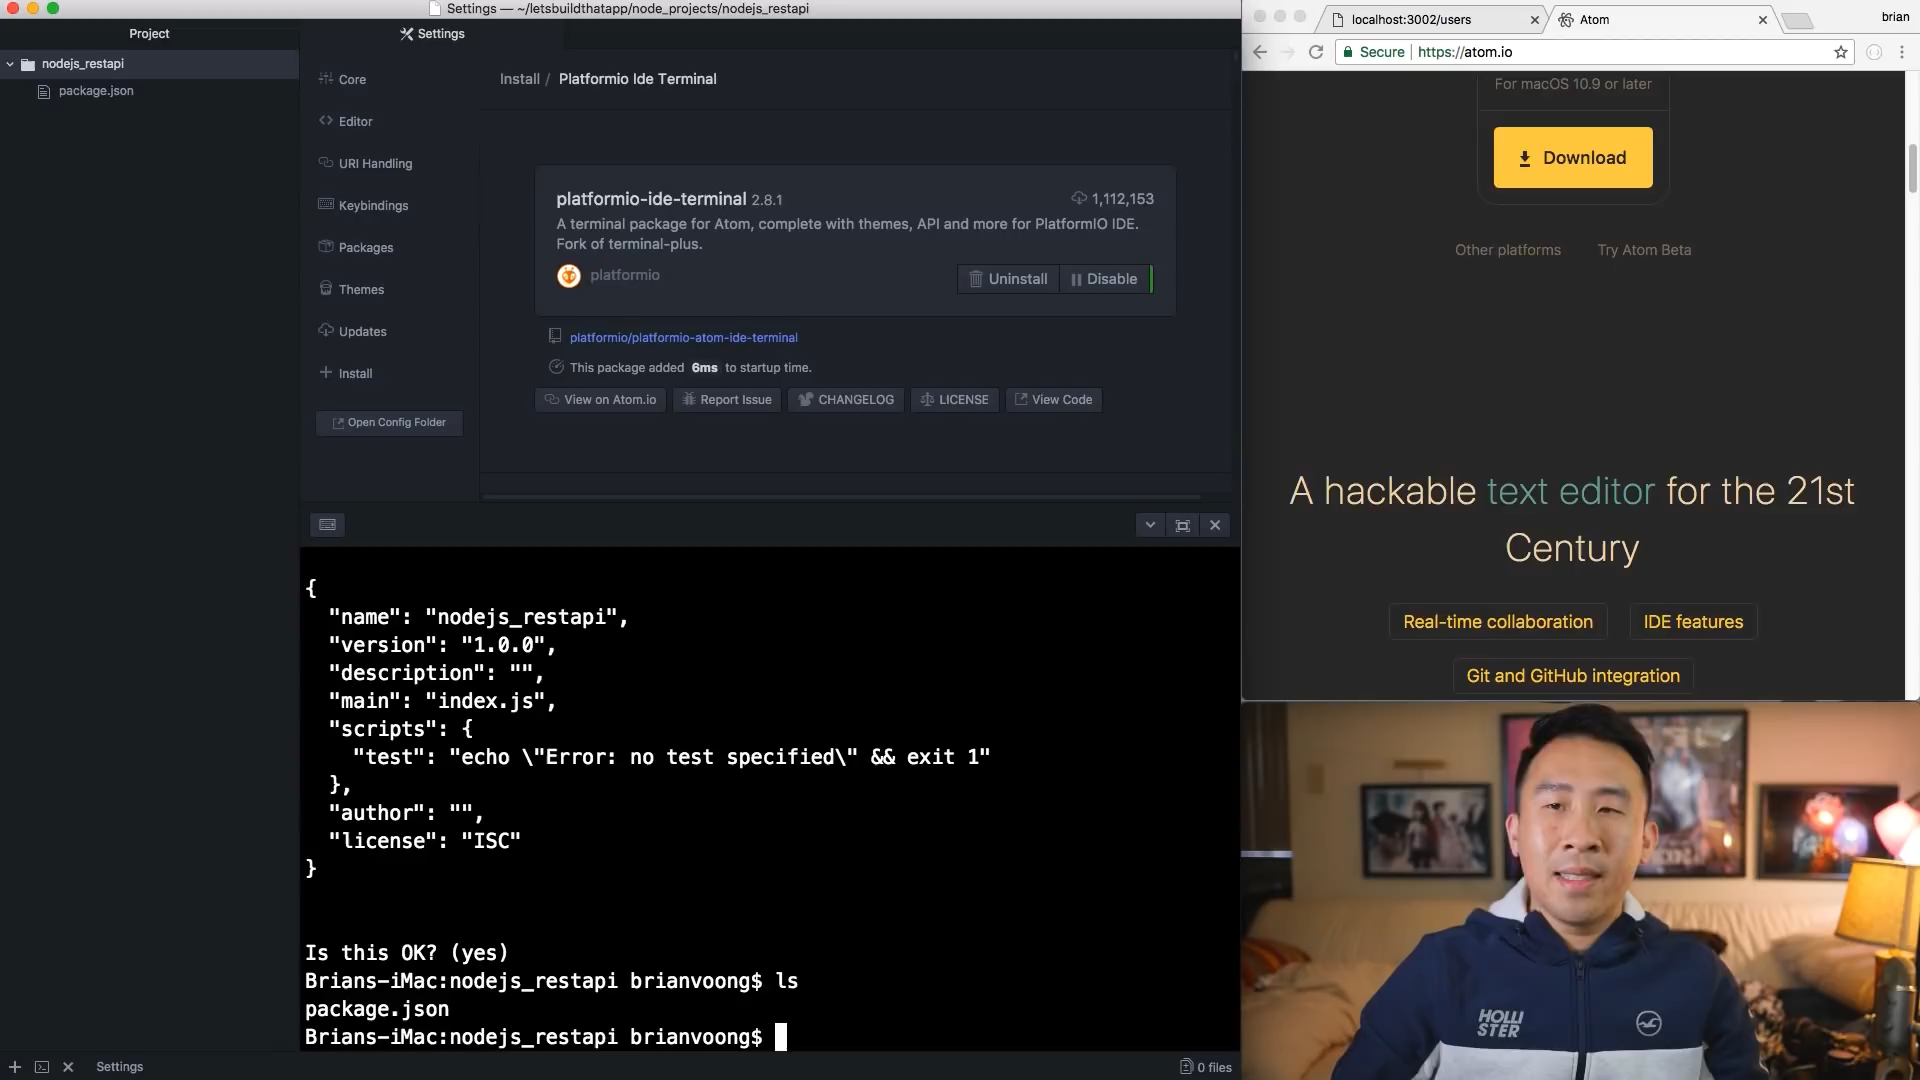 Settings — ~/letsbuildthatapp/node_projects/nodejs_restapi
Project
nodejs_restapi
package.json
Settings
Core
Editor
URI Handling
Keybindings
Packages
Themes
Updates
Install
Open Config Folder
Install / Platformio Ide Terminal
platformio-ide-terminal 2.8.1
1,112,153
A terminal package for Atom, complete with themes, API and more for PlatformIO IDE.
Fork of terminal-plus.
platformio
Uninstall
Disable
platformio/platformio-atom-ide-terminal
This package added 6ms to startup time.
View on Atom.io
Report Issue
CHANGELOG
LICENSE
View Code
{
"name": "nodejs_restapi",
"version": "1.0.0",
"description": "",
"main": "index.js",
"scripts": {
"test": "echo \"Error: no test specified\" && exit 1"
},
"author": "",
"license": "ISC"
}
Is this OK? (yes)
Brians-iMac:nodejs_restapi brianvoong$ ls
package.json
Brians-iMac:nodejs_restapi brianvoong$
Settings
0 files
localhost:3002/users
Atom
brian
Secure
https://atom.io
For macOS 10.9 or later
Download
Other platforms
Try Atom Beta
A hackable text editor for the 21st
Century
Real-time collaboration
IDE features
Git and GitHub integration
HOLLI
STER